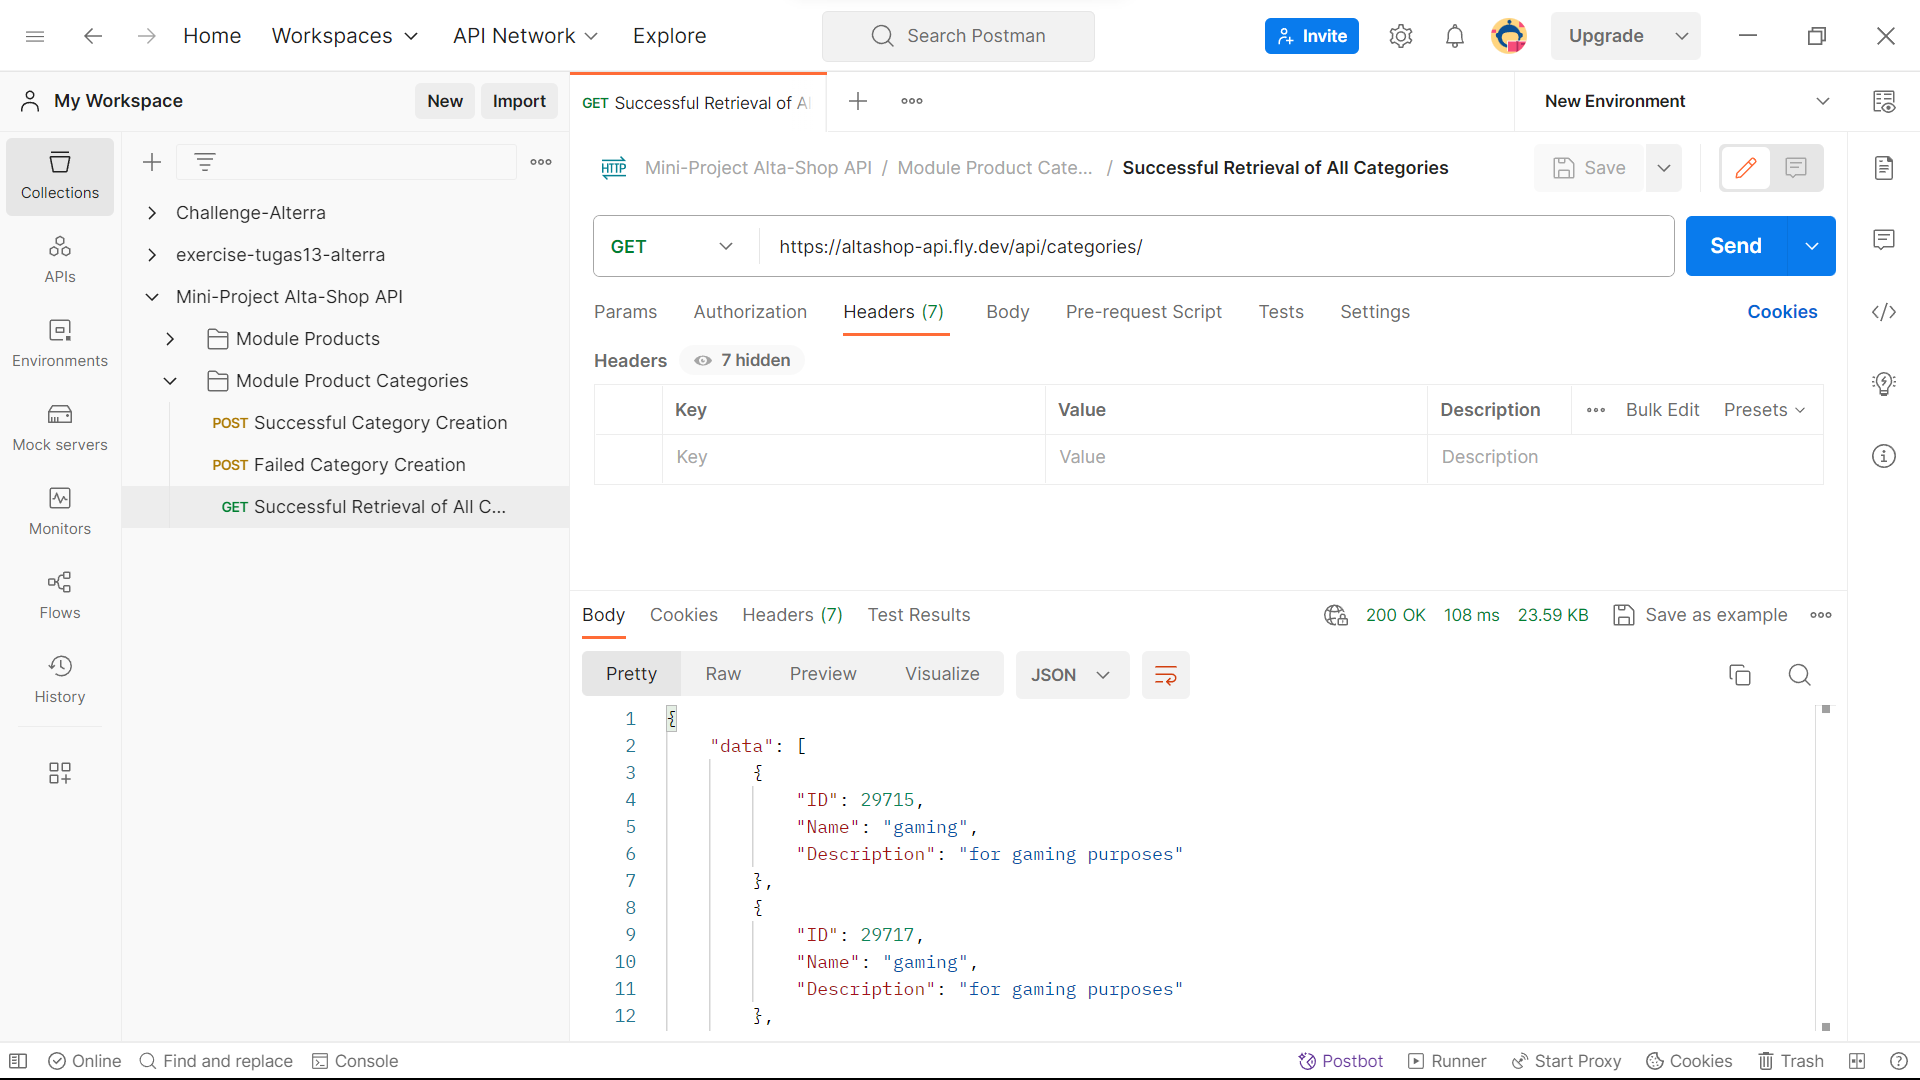 Home Workspaces API Network Explore Search Postman Invite Upgrade
My Workspace New Import
GET Successful Retrieval of Al
New Environment
Collections
APIs
Environments
Mock servers
Monitors
Flows
History
Challenge-Alterra
exercise-tugas13-alterra
Mini-Project Alta-Shop API
Module Products
Module Product Categories
POST Successful Category Creation
POST Failed Category Creation
GET Successful Retrieval of All C...
HTTP Mini-Project Alta-Shop API / Module Product Cate... / Successful Retrieval of All Categories Save
GET https://altashop-api.fly.dev/api/categories/ Send
Params Authorization Headers (7) Body Pre-request Script Tests Settings Cookies
Headers 7 hidden
Key Value Description Bulk Edit Presets
Key Value Description
Body Cookies Headers (7) Test Results 200 OK 108 ms 23.59 KB Save as example
Pretty Raw Preview Visualize JSON
1 {
2 "data": [
3 {
4 "ID": 29715,
5 "Name": "gaming",
6 "Description": "for gaming purposes"
7 },
8 {
9 "ID": 29717,
10 "Name": "gaming",
11 "Description": "for gaming purposes"
12 },
Online Find and replace Console Postbot Runner Start Proxy Cookies Trash